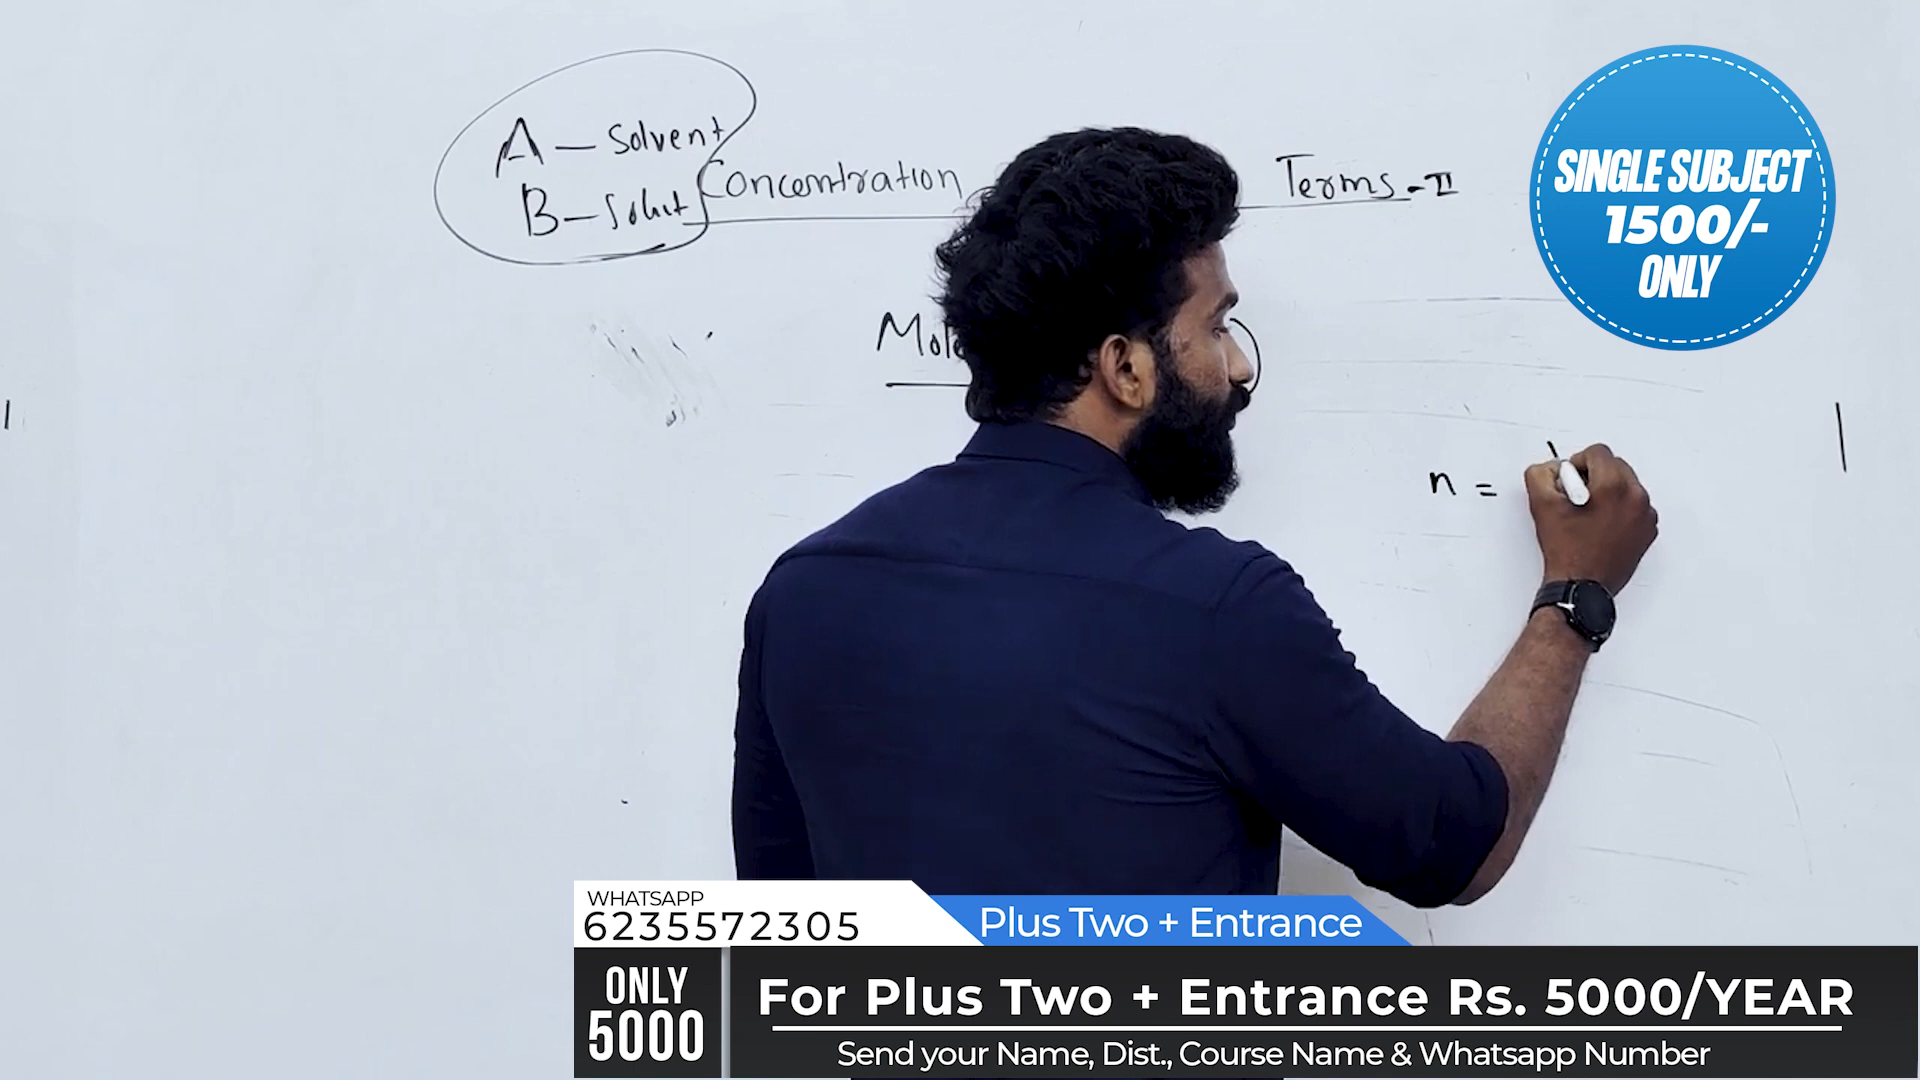 A – Solvent
B – Solut
Concentration Terms - II
SINGLE SUBJECT
1500/-
ONLY
n =
WHATSAPP
6235572305
Plus Two + Entrance
ONLY
5000
For Plus Two + Entrance Rs. 5000/YEAR
Send your Name, Dist., Course Name & Whatsapp Number